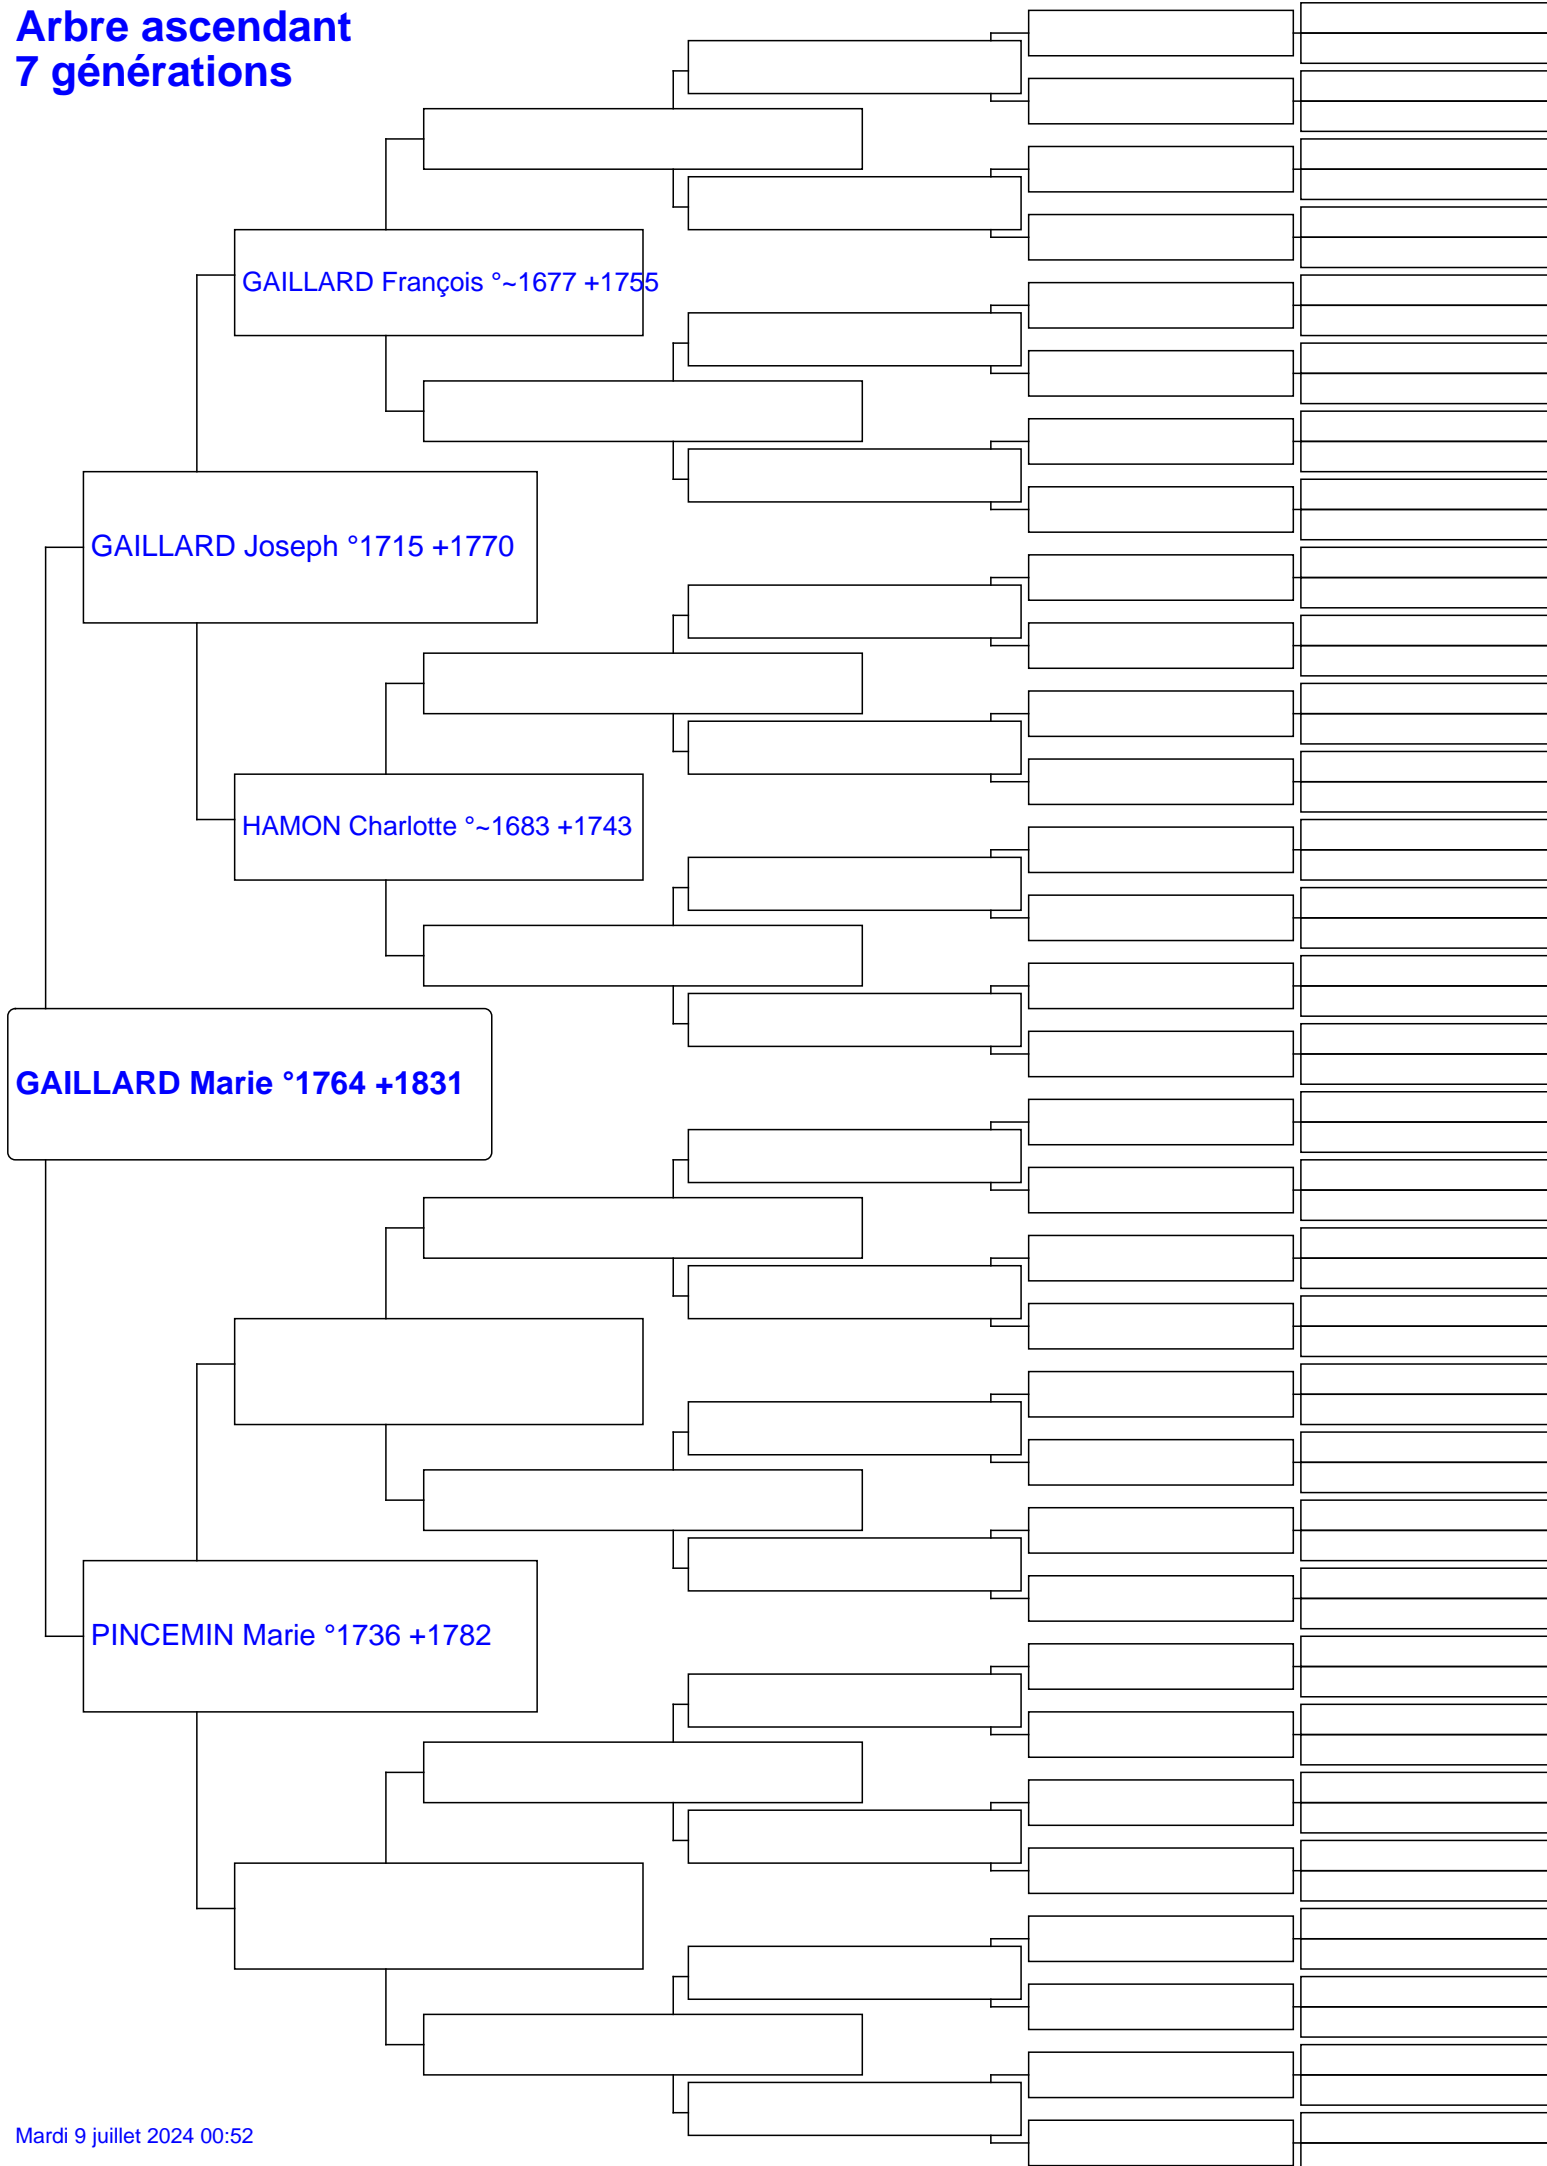 Arbre ascendant
7 générations
GAILLARD François °~1677 +1755
GAILLARD Joseph °1715 +1770
HAMON Charlotte °~1683 +1743
GAILLARD Marie °1764 +1831
PINCEMIN Marie °1736 +1782
Mardi 9 juillet 2024 00:52